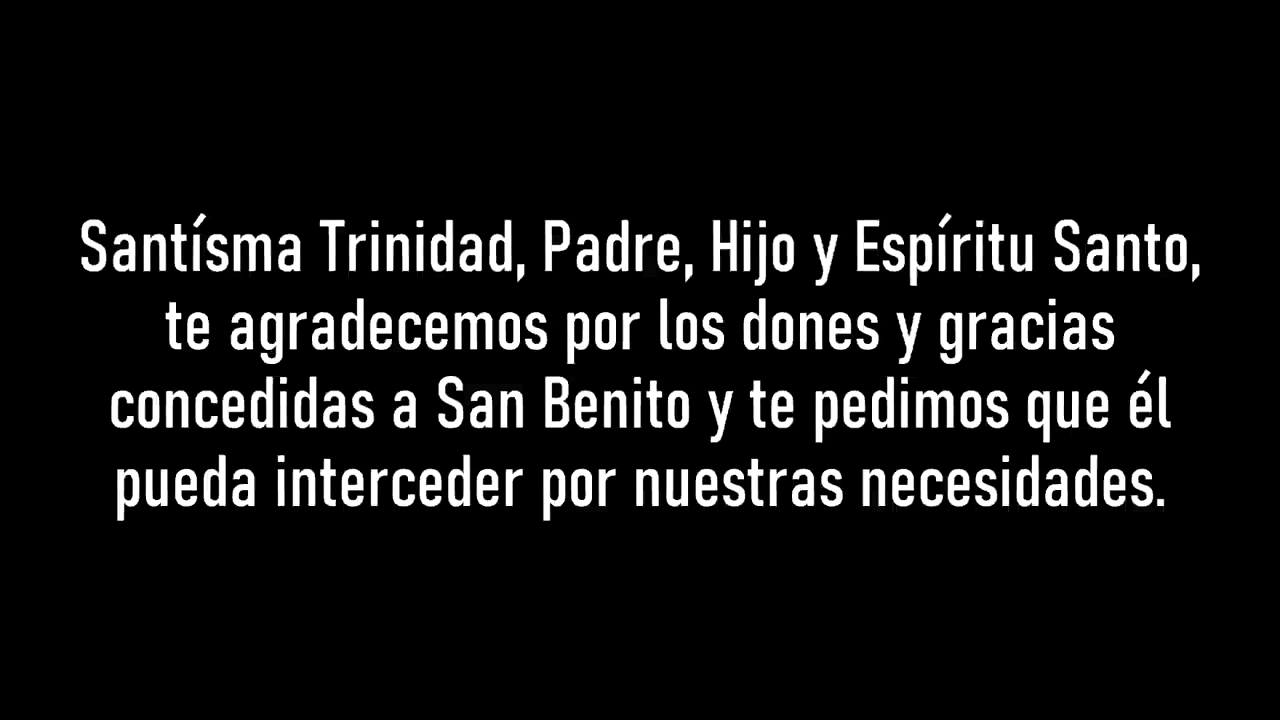 Santísma Trinidad, Padre, Hijo y Espíritu Santo,
te agradecemos por los dones y gracias
concedidas a San Benito y te pedimos que él
pueda interceder por nuestras necesidades.